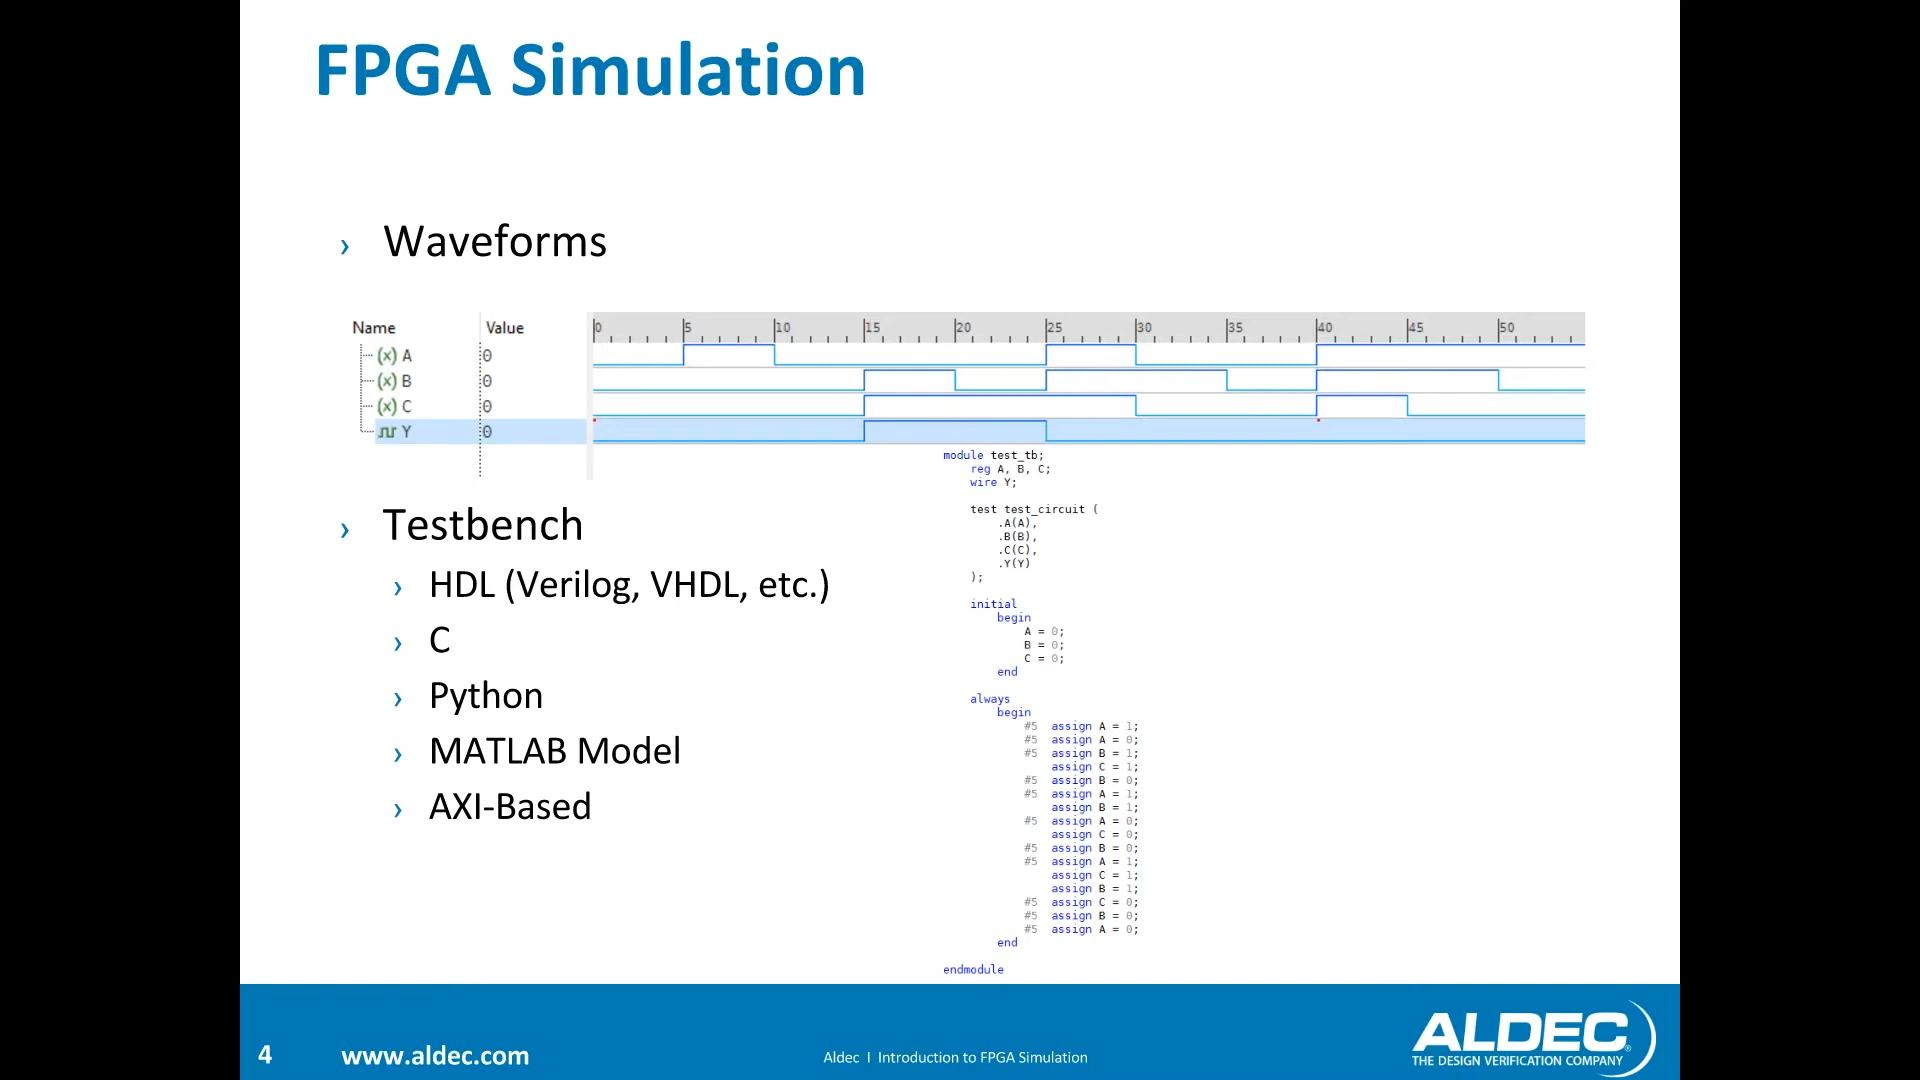 FPGA Simulation
› Waveforms
Name Value 0 5 10 15 20 25 30 35 40 45 50
(x) A 0
(x) B 0
(x) C 0
Y 0
module test_tb;
reg A, B, C;
wire Y;
test test_circuit (
.A(A),
.B(B),
.C(C),
.Y(Y)
);
initial
begin
A = 0;
B = 0;
C = 0;
end
always
begin
#5 assign A = 1;
#5 assign A = 0;
#5 assign B = 1;
assign C = 1;
#5 assign B = 0;
#5 assign A = 1;
assign B = 1;
#5 assign A = 0;
assign C = 0;
#5 assign B = 0;
#5 assign A = 1;
assign C = 1;
assign B = 1;
#5 assign C = 0;
#5 assign B = 0;
#5 assign A = 0;
end
endmodule
› Testbench
› HDL (Verilog, VHDL, etc.)
› C
› Python
› MATLAB Model
› AXI-Based
4 www.aldec.com Aldec I Introduction to FPGA Simulation
ALDEC®
THE DESIGN VERIFICATION COMPANY